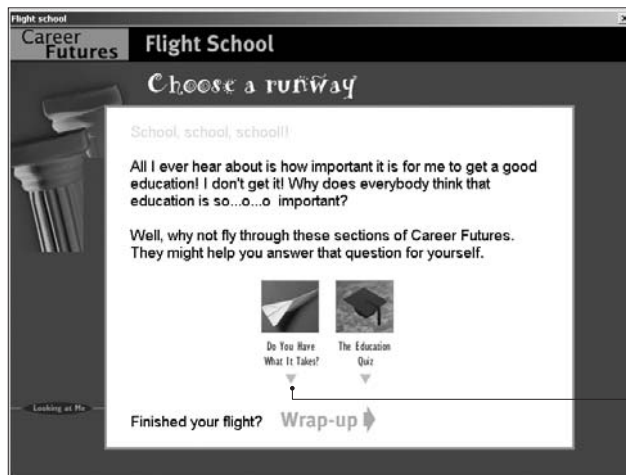 Flight school
Career
Futures
Flight School
Choose a runway
School, school, school!!
All I ever hear about is how important it is for me to get a good
education! I don't get it! Why does everybody think that
education is so...o...o important?
Well, why not fly through these sections of Career Futures.
They might help you answer that question for yourself.
Do You Have
What It Takes?
The Education
Quiz
Looking at Me
Finished your flight? Wrap-up